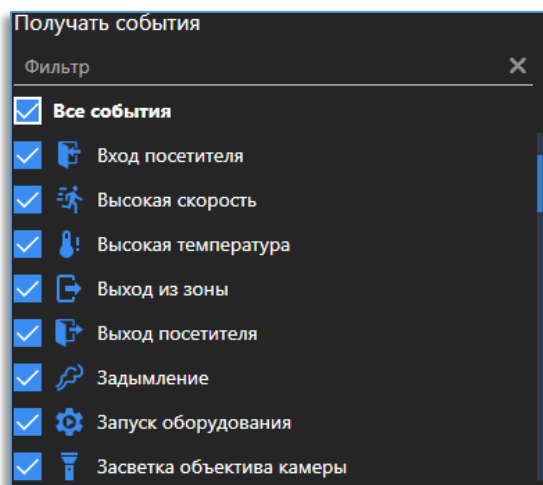 Получать события
Фильтр
Все события
Вход посетителя
Высокая скорость
Высокая температура
Выход из зоны
Выход посетителя
Задымление
Запуск оборудования
Засветка объектива камеры